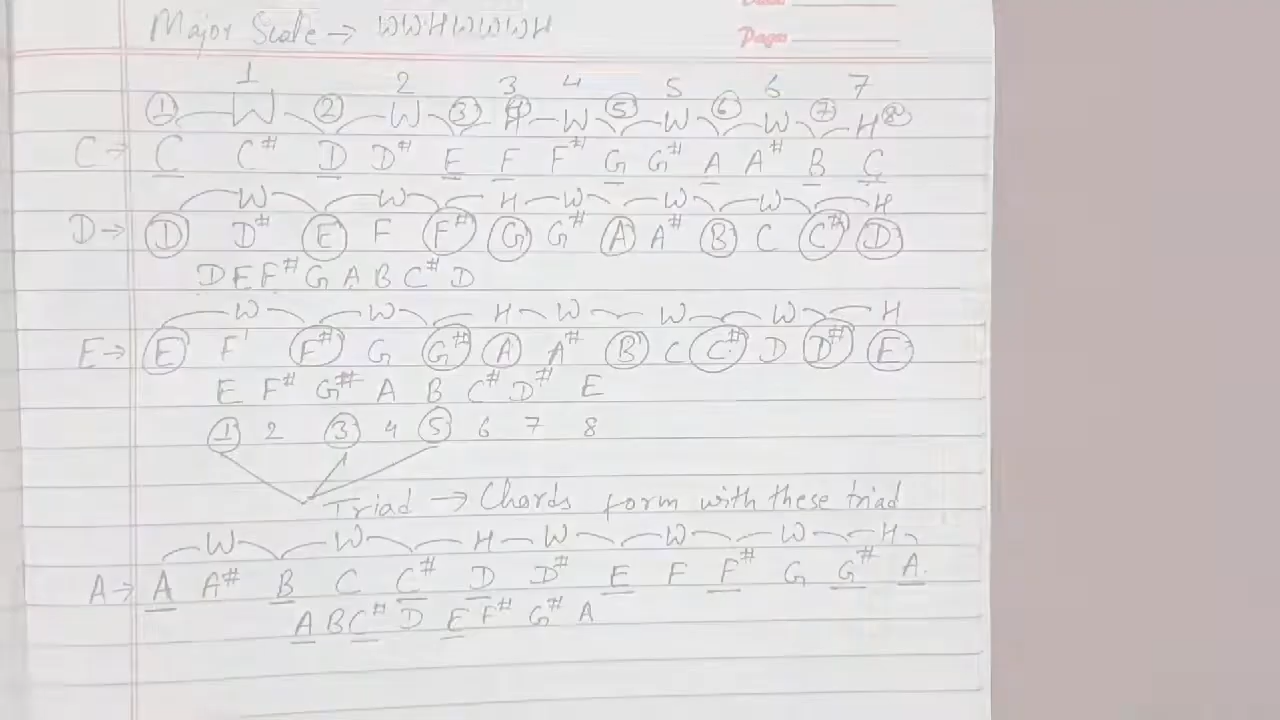 Major Scale → WWHWWWH
Page
1 2 3 4 5 6 7
1 W 2 W 3 H 4 W 5 W 6 W 7 H 8
C → C C# D D# E F F# G G# A A# B C
W W H W W W H
D → D D# E F F# G G# A A# B C C# D
D E F# G A B C# D
W W H W W W H
E → E F F# G G# A A# B C C# D D# E
E F# G# A B C# D# E
1 2 3 4 5 6 7 8
Triad → Chords form with these triad
W W H W W W H
A → A A# B C C# D D# E F F# G G# A.
A B C# D E F# G# A